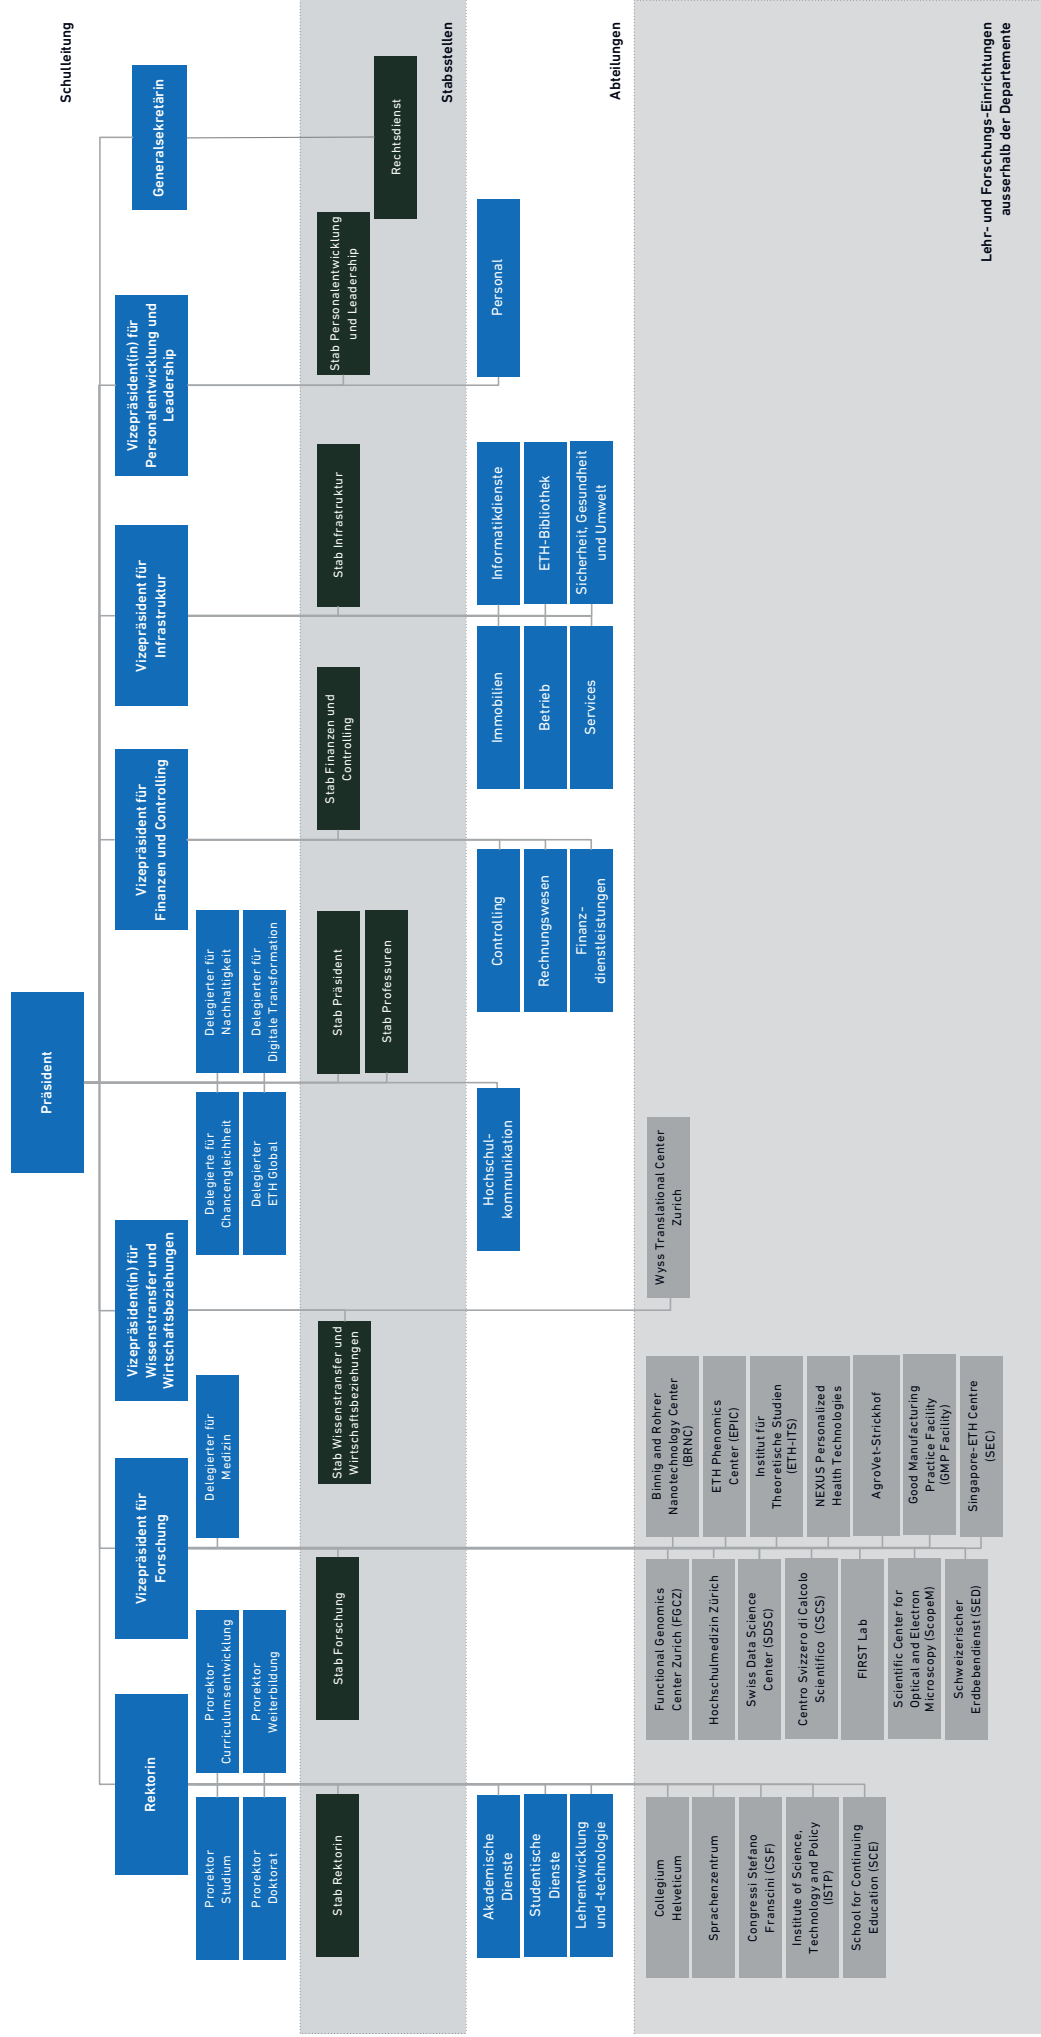 Schulleitung
Präsident
Rektorin
Vizepräsident für
Forschung
Vizepräsident(in) für
Wissenstransfer und
Wirtschaftsbeziehungen
Vizepräsident für
Finanzen und Controlling
Vizepräsident für
Infrastruktur
Vizepräsident(in) für
Personalentwicklung und
Leadership
Generalsekretärin
Prorektor
Studium
Prorektor
Curriculumsentwicklung
Prorektor
Doktorat
Prorektor
Weiterbildung
Delegierter für
Medizin
Delegierte für
Chancengleichheit
Delegierter für
Nachhaltigkeit
Delegierter
ETH Global
Delegierter für
Digitale Transformation
Stabsstellen
Stab Rektorin
Stab Forschung
Stab Wissenstransfer und
Wirtschaftsbeziehungen
Stab Präsident
Stab Professuren
Stab Finanzen und
Controlling
Stab Infrastruktur
Stab Personalentwicklung
und Leadership
Rechtsdienst
Abteilungen
Akademische
Dienste
Studentische
Dienste
Lehrentwicklung
und -technologie
Hochschul-
kommunikation
Controlling
Rechnungswesen
Finanz-
dienstleistungen
Immobilien
Betrieb
Services
Informatikdienste
ETH-Bibliothek
Sicherheit, Gesundheit
und Umwelt
Personal
Lehr- und Forschungs-Einrichtungen
ausserhalb der Departemente
Collegium
Helveticum
Sprachenzentrum
Congressi Stefano
Franscini (CSF)
Institute of Science,
Technology and Policy
(ISTP)
School for Continuing
Education (SCE)
Functional Genomics
Center Zurich (FGCZ)
Hochschulmedizin Zürich
Swiss Data Science
Center (SDSC)
Centro Svizzero di Calcolo
Scientifico (CSCS)
FIRST Lab
Scientific Center for
Optical and Electron
Microscopy (ScopeM)
Schweizerischer
Erdbebendienst (SED)
Binnig and Rohrer
Nanotechnology Center
(BRNC)
ETH Phenomics
Center (EPIC)
Institut für
Theoretische Studien
(ETH-ITS)
NEXUS Personalized
Health Technologies
AgroVet-Strickhof
Good Manufacturing
Practice Facility
(GMP Facility)
Singapore-ETH Centre
(SEC)
Wyss Translational Center
Zurich